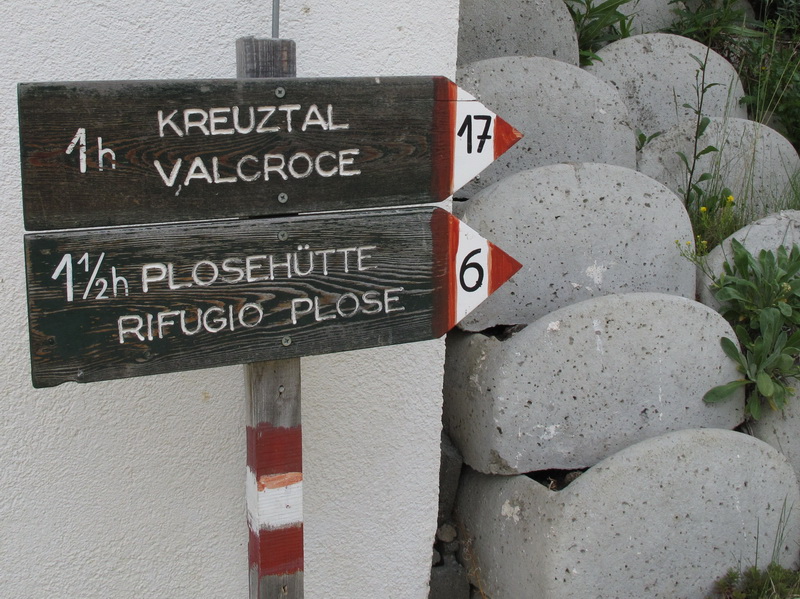 1h KREUZTAL 17
VALCROCE
1½h PLOSEHÜTTE 6
RIFUGIO PLOSE